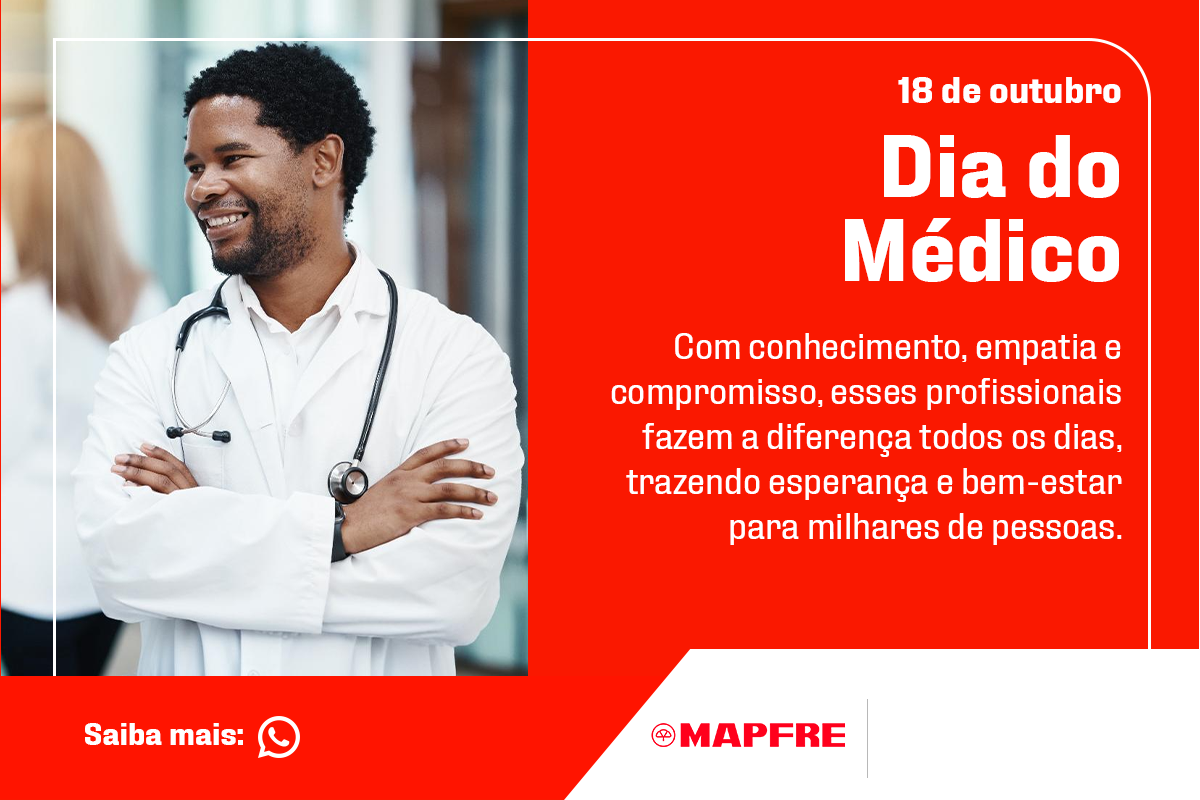 18 de outubro
Dia do
Médico
Com conhecimento, empatia e
compromisso, esses profissionais
fazem a diferença todos os dias,
trazendo esperança e bem-estar
para milhares de pessoas.
Saiba mais:
MAPFRE